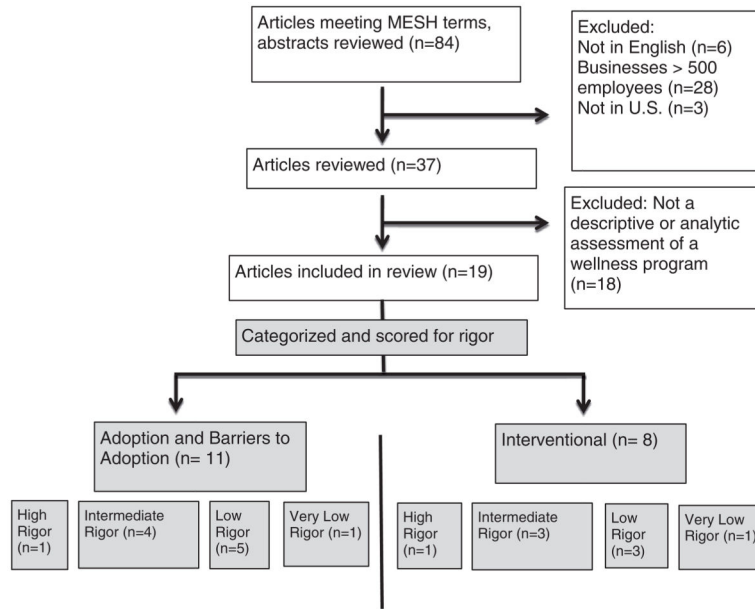 Articles meeting MESH terms,
abstracts reviewed (n=84)
Excluded:
Not in English (n=6)
Businesses > 500
employees (n=28)
Not in U.S. (n=3)
Articles reviewed (n=37)
Excluded: Not a
descriptive or analytic
assessment of a
wellness program
(n=18)
Articles included in review (n=19)
Categorized and scored for rigor
Adoption and Barriers to
Adoption (n= 11)
Interventional (n= 8)
High
Rigor
(n=1)
Intermediate
Rigor (n=4)
Low
Rigor
(n=5)
Very Low
Rigor (n=1)
High
Rigor
(n=1)
Intermediate
Rigor (n=3)
Low
Rigor
(n=3)
Very Low
Rigor (n=1)